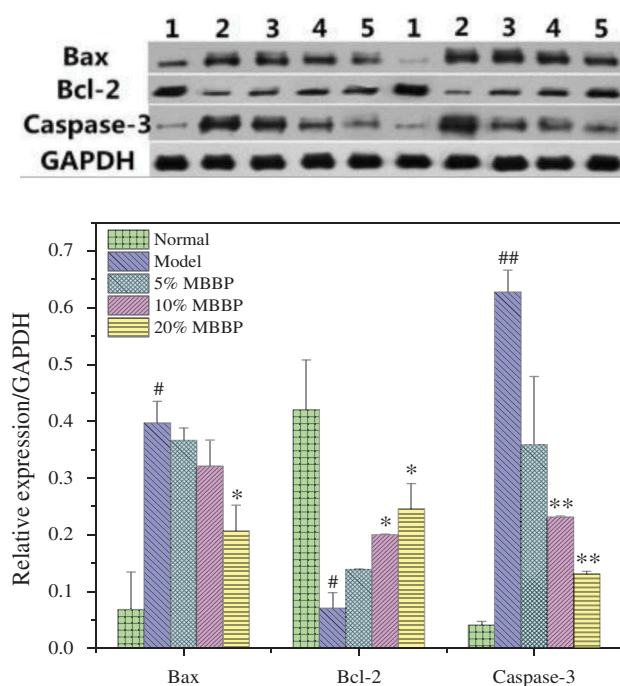 1 2 3 4 5 1 2 3 4 5
Bax
Bcl-2
Caspase-3
GAPDH
Normal
Model
5% MBBP
10% MBBP
20% MBBP
0.7
0.6
0.5
0.4
0.3
0.2
0.1
0.0
Relative expression/GAPDH
#
*
#
*
*
##
**
**
Bax Bcl-2 Caspase-3